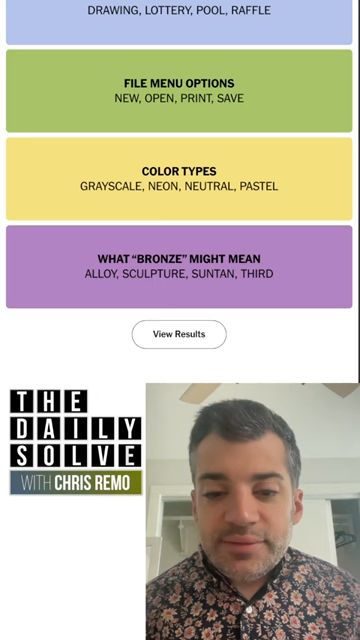 DRAWING, LOTTERY, POOL, RAFFLE
FILE MENU OPTIONS
NEW, OPEN, PRINT, SAVE
COLOR TYPES
GRAYSCALE, NEON, NEUTRAL, PASTEL
WHAT “BRONZE” MIGHT MEAN
ALLOY, SCULPTURE, SUNTAN, THIRD
View Results
THE
DAILY
SOLVE
WITH CHRIS REMO